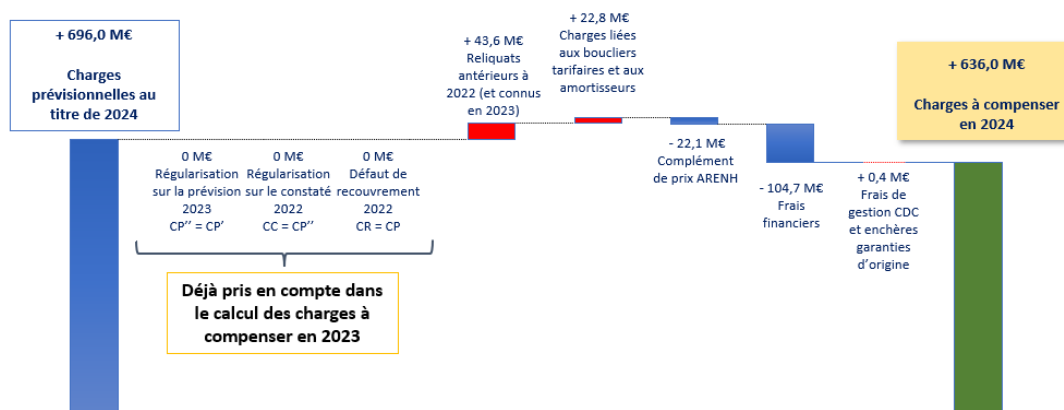 + 696,0 M€
Charges
prévisionnelles au
titre de 2024
0 M€
Régularisation
sur la prévision
2023
CP’’ = CP’
0 M€
Régularisation
sur le constaté
2022
CC = CP’’
0 M€
Défaut de
recouvrement
2022
CR = CP
Déjà pris en compte dans
le calcul des charges à
compenser en 2023
+ 43,6 M€
Reliquats
antérieurs à
2022 (et connus
en 2023)
+ 22,8 M€
Charges liées
aux boucliers
tarifaires et aux
amortisseurs
- 22,1 M€
Complément
de prix ARENH
- 104,7 M€
Frais
financiers
+ 0,4 M€
Frais de
gestion CDC
et enchères
garanties
d’origine
+ 636,0 M€
Charges à compenser
en 2024